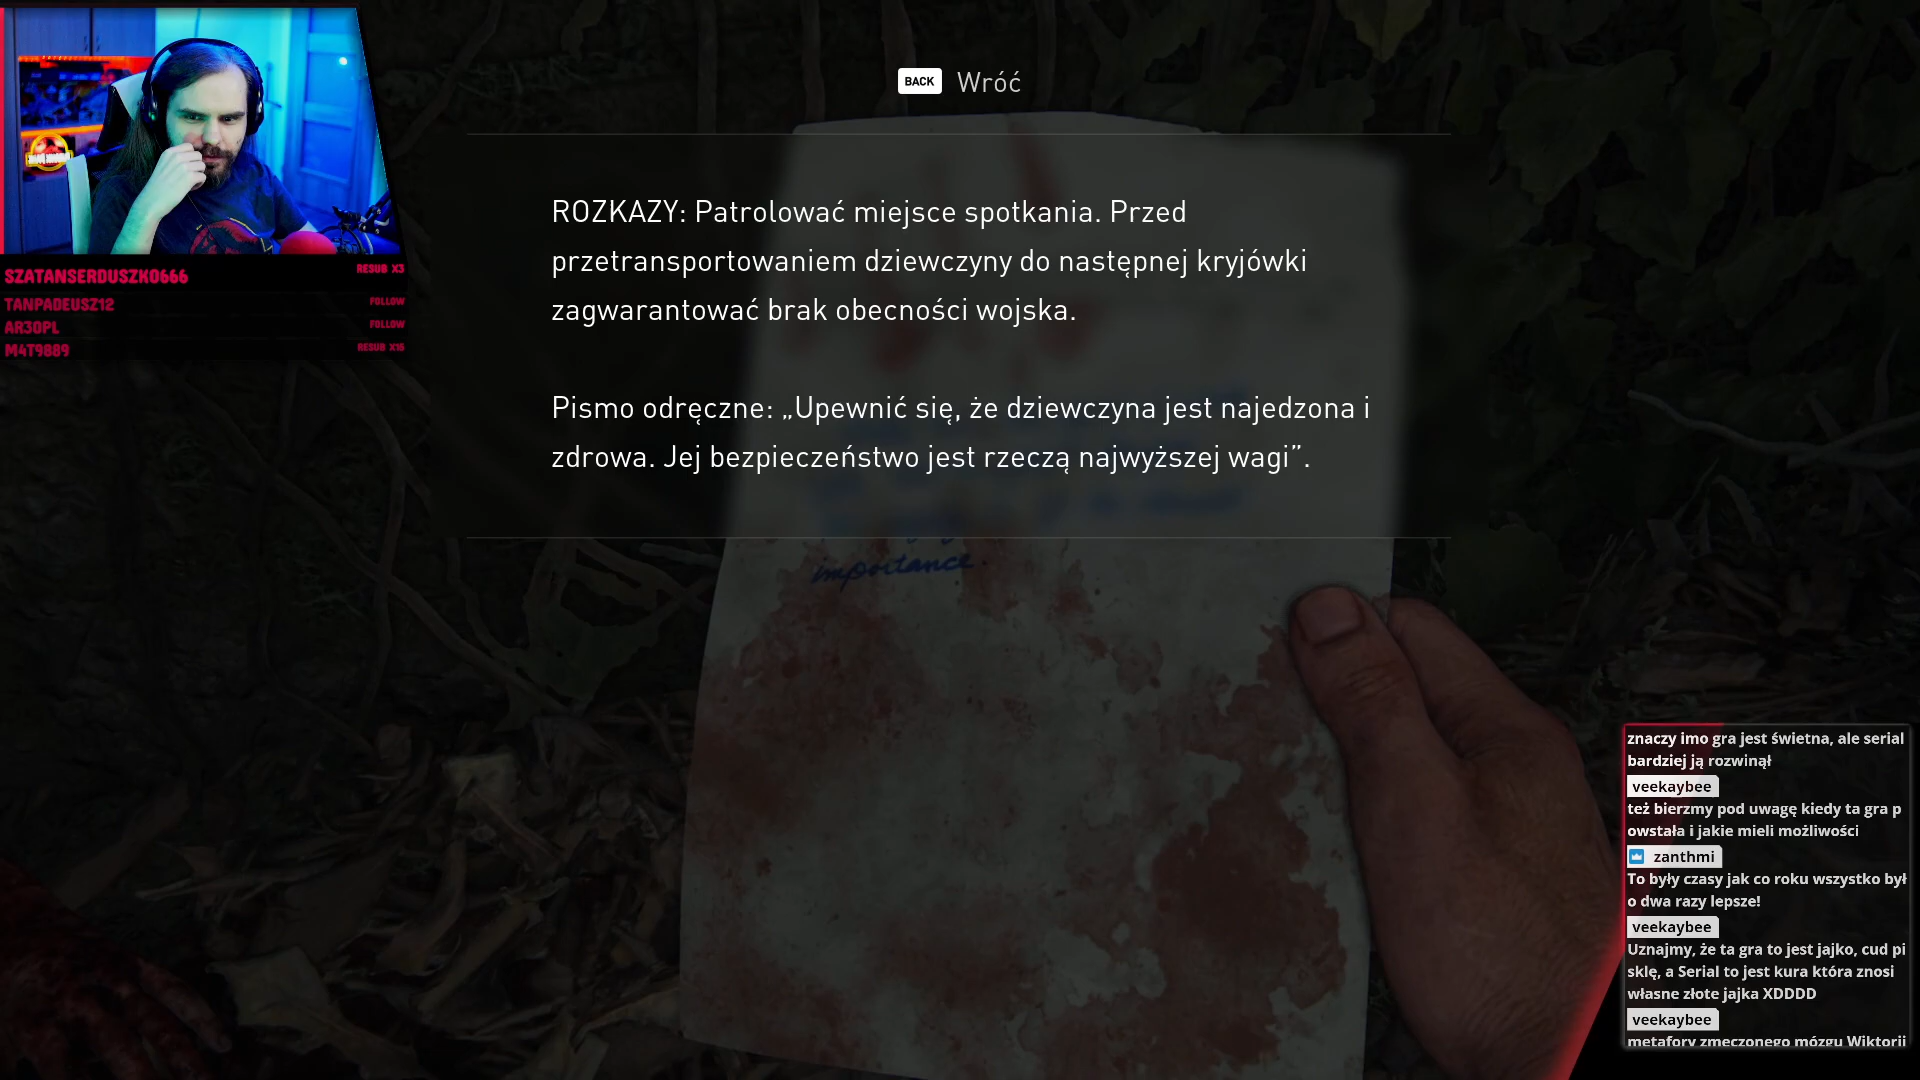 BACK Wróć
ROZKAZY: Patrolować miejsce spotkania. Przed
przetransportowaniem dziewczyny do następnej kryjówki
zagwarantować brak obecności wojska.
Pismo odręczne: „Upewnić się, że dziewczyna jest najedzona i
zdrowa. Jej bezpieczeństwo jest rzeczą najwyższej wagi”.
importance
SZATANSERDUSZKO666 RESUB X3
TANPADEUSZ12 FOLLOW
AR3OPL FOLLOW
M4T9889 RESUB X15
znaczy imo gra jest świetna, ale serial
bardziej ją rozwinął
veekaybee
też bierzmy pod uwagę kiedy ta gra p
owstała i jakie mieli możliwości
zanthmi
To były czasy jak co roku wszystko był
o dwa razy lepsze!
veekaybee
Uznajmy, że ta gra to jest jajko, cud pi
sklę, a Serial to jest kura która znosi
własne złote jajka XDDDD
veekaybee
metafory zmęczonego mózgu Wiktorii